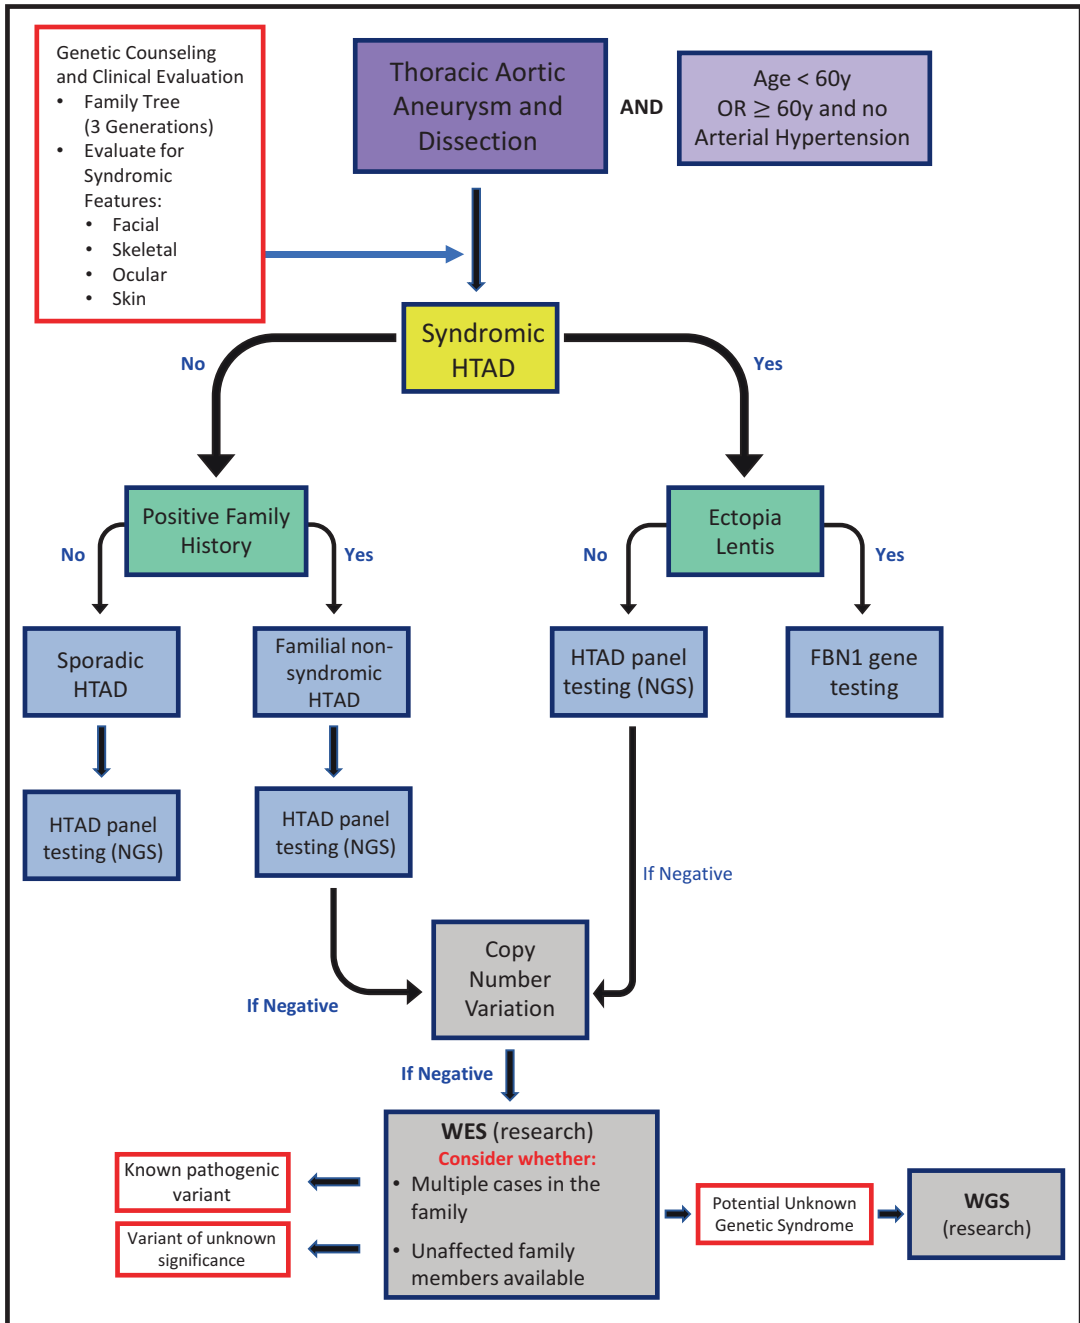 Genetic Counseling
and Clinical Evaluation
• Family Tree
(3 Generations)
• Evaluate for
Syndromic
Features:
• Facial
• Skeletal
• Ocular
• Skin
Thoracic Aortic
Aneurysm and
Dissection
AND
Age < 60y
OR ≥ 60y and no
Arterial Hypertension
Syndromic
HTAD
No
Yes
Positive Family
History
Ectopia
Lentis
No
Yes
No
Yes
Sporadic
HTAD
Familial non-
syndromic
HTAD
HTAD panel
testing (NGS)
FBN1 gene
testing
HTAD panel
testing (NGS)
HTAD panel
testing (NGS)
If Negative
If Negative
Copy
Number
Variation
If Negative
WES (research)
Consider whether:
• Multiple cases in the
family
• Unaffected family
members available
Known pathogenic
variant
Variant of unknown
significance
Potential Unknown
Genetic Syndrome
WGS
(research)